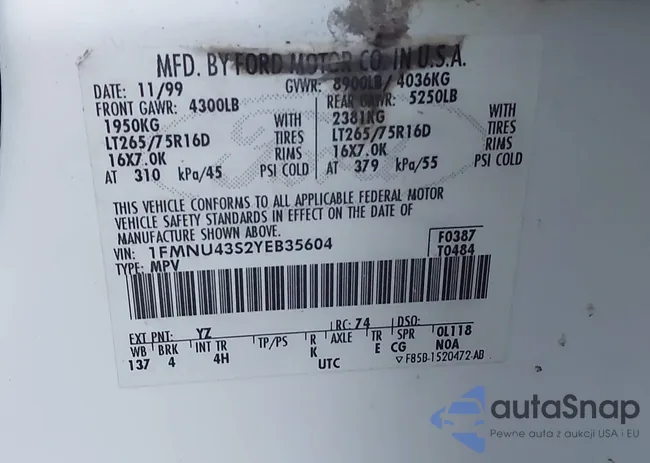 MFD. BY FORD MOTOR CO. IN U.S.A.
DATE: 11/99 GVWR: 8900LB/ 4036KG
FRONT GAWR: 4300LB REAR GAWR: 5250LB
1950KG WITH 2381KG WITH
LT265/75R16D TIRES LT265/75R16D TIRES
16X7.0K RIMS 16X7.0K RIMS
AT 310 kPa/45 PSI COLD AT 379 kPa/55 PSI COLD
THIS VEHICLE CONFORMS TO ALL APPLICABLE FEDERAL MOTOR
VEHICLE SAFETY STANDARDS IN EFFECT ON THE DATE OF
MANUFACTURE SHOWN ABOVE.
VIN: 1FMNU43S2YEB35604 F0387
TYPE: MPV T0484
EXT PNT: YZ RC: 74 DSO:
WB BRK INT TR TP/PS R AXLE TR SPR 0L118
137 4 4H K E CG NOA
UTC ▽ F85B-1520472-AB
autaSnap
Pewne auta z aukcji USA i EU